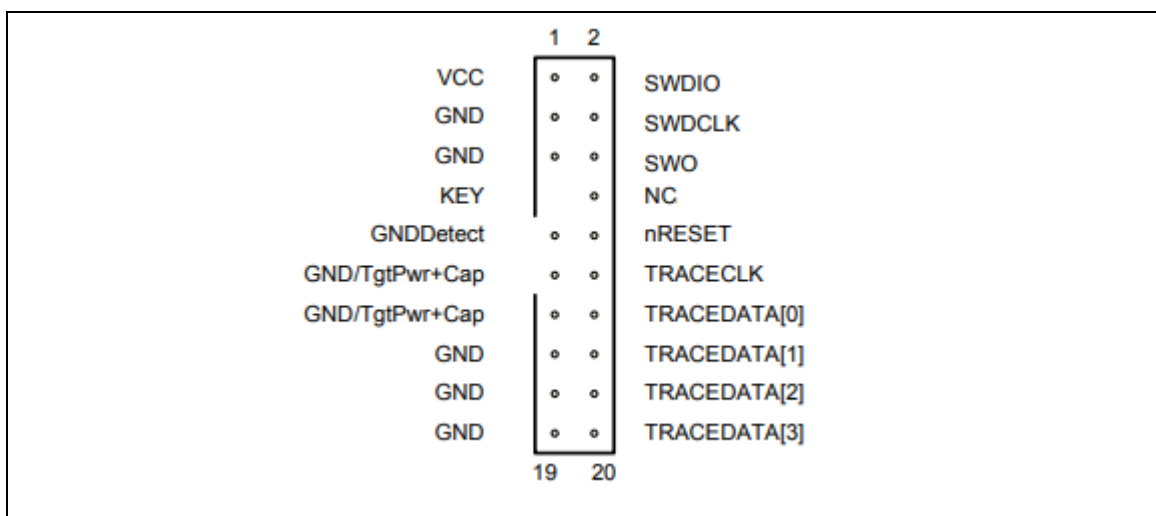 1 2
VCC SWDIO
GND SWDCLK
GND SWO
KEY NC
GNDDetect nRESET
GND/TgtPwr+Cap TRACECLK
GND/TgtPwr+Cap TRACEDATA[0]
GND TRACEDATA[1]
GND TRACEDATA[2]
GND TRACEDATA[3]
19 20